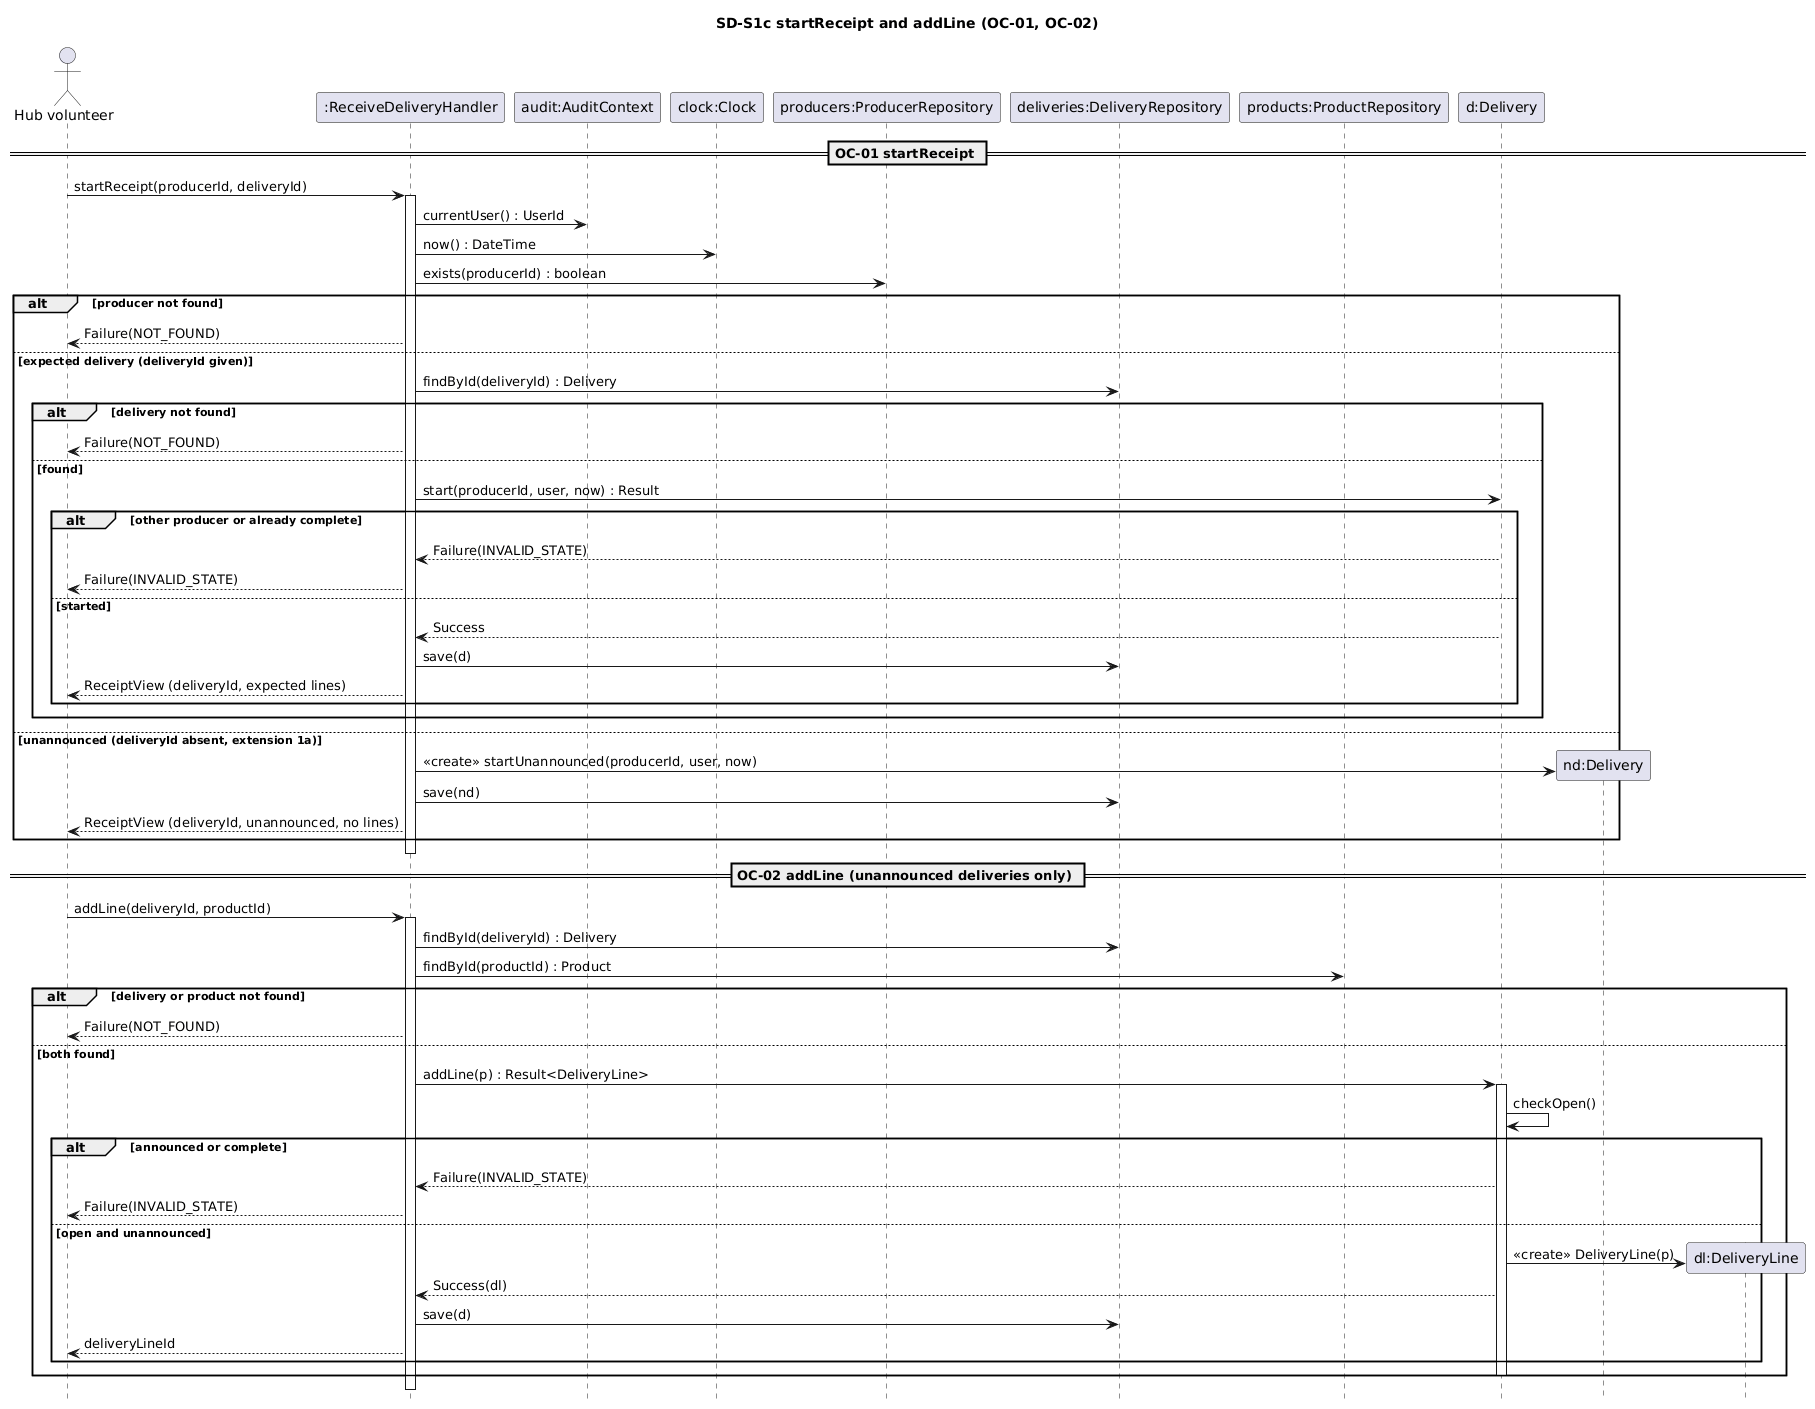 SD-S1c startReceipt and addLine (OC-01, OC-02)
Hub volunteer
:ReceiveDeliveryHandler
audit:AuditContext
clock:Clock
producers:ProducerRepository
deliveries:DeliveryRepository
products:ProductRepository
d:Delivery
OC-01 startReceipt
startReceipt(producerId, deliveryId)
currentUser() : UserId
now() : DateTime
exists(producerId) : boolean
alt [producer not found]
Failure(NOT_FOUND)
[expected delivery (deliveryId given)]
findById(deliveryId) : Delivery
alt [delivery not found]
Failure(NOT_FOUND)
[found]
start(producerId, user, now) : Result
alt [other producer or already complete]
Failure(INVALID_STATE)
Failure(INVALID_STATE)
[started]
Success
save(d)
ReceiptView (deliveryId, expected lines)
[unannounced (deliveryId absent, extension 1a)]
«create» startUnannounced(producerId, user, now)
nd:Delivery
save(nd)
ReceiptView (deliveryId, unannounced, no lines)
OC-02 addLine (unannounced deliveries only)
addLine(deliveryId, productId)
findById(deliveryId) : Delivery
findById(productId) : Product
alt [delivery or product not found]
Failure(NOT_FOUND)
[both found]
addLine(p) : Result<DeliveryLine>
checkOpen()
alt [announced or complete]
Failure(INVALID_STATE)
Failure(INVALID_STATE)
[open and unannounced]
«create» DeliveryLine(p)
dl:DeliveryLine
Success(dl)
save(d)
deliveryLineId